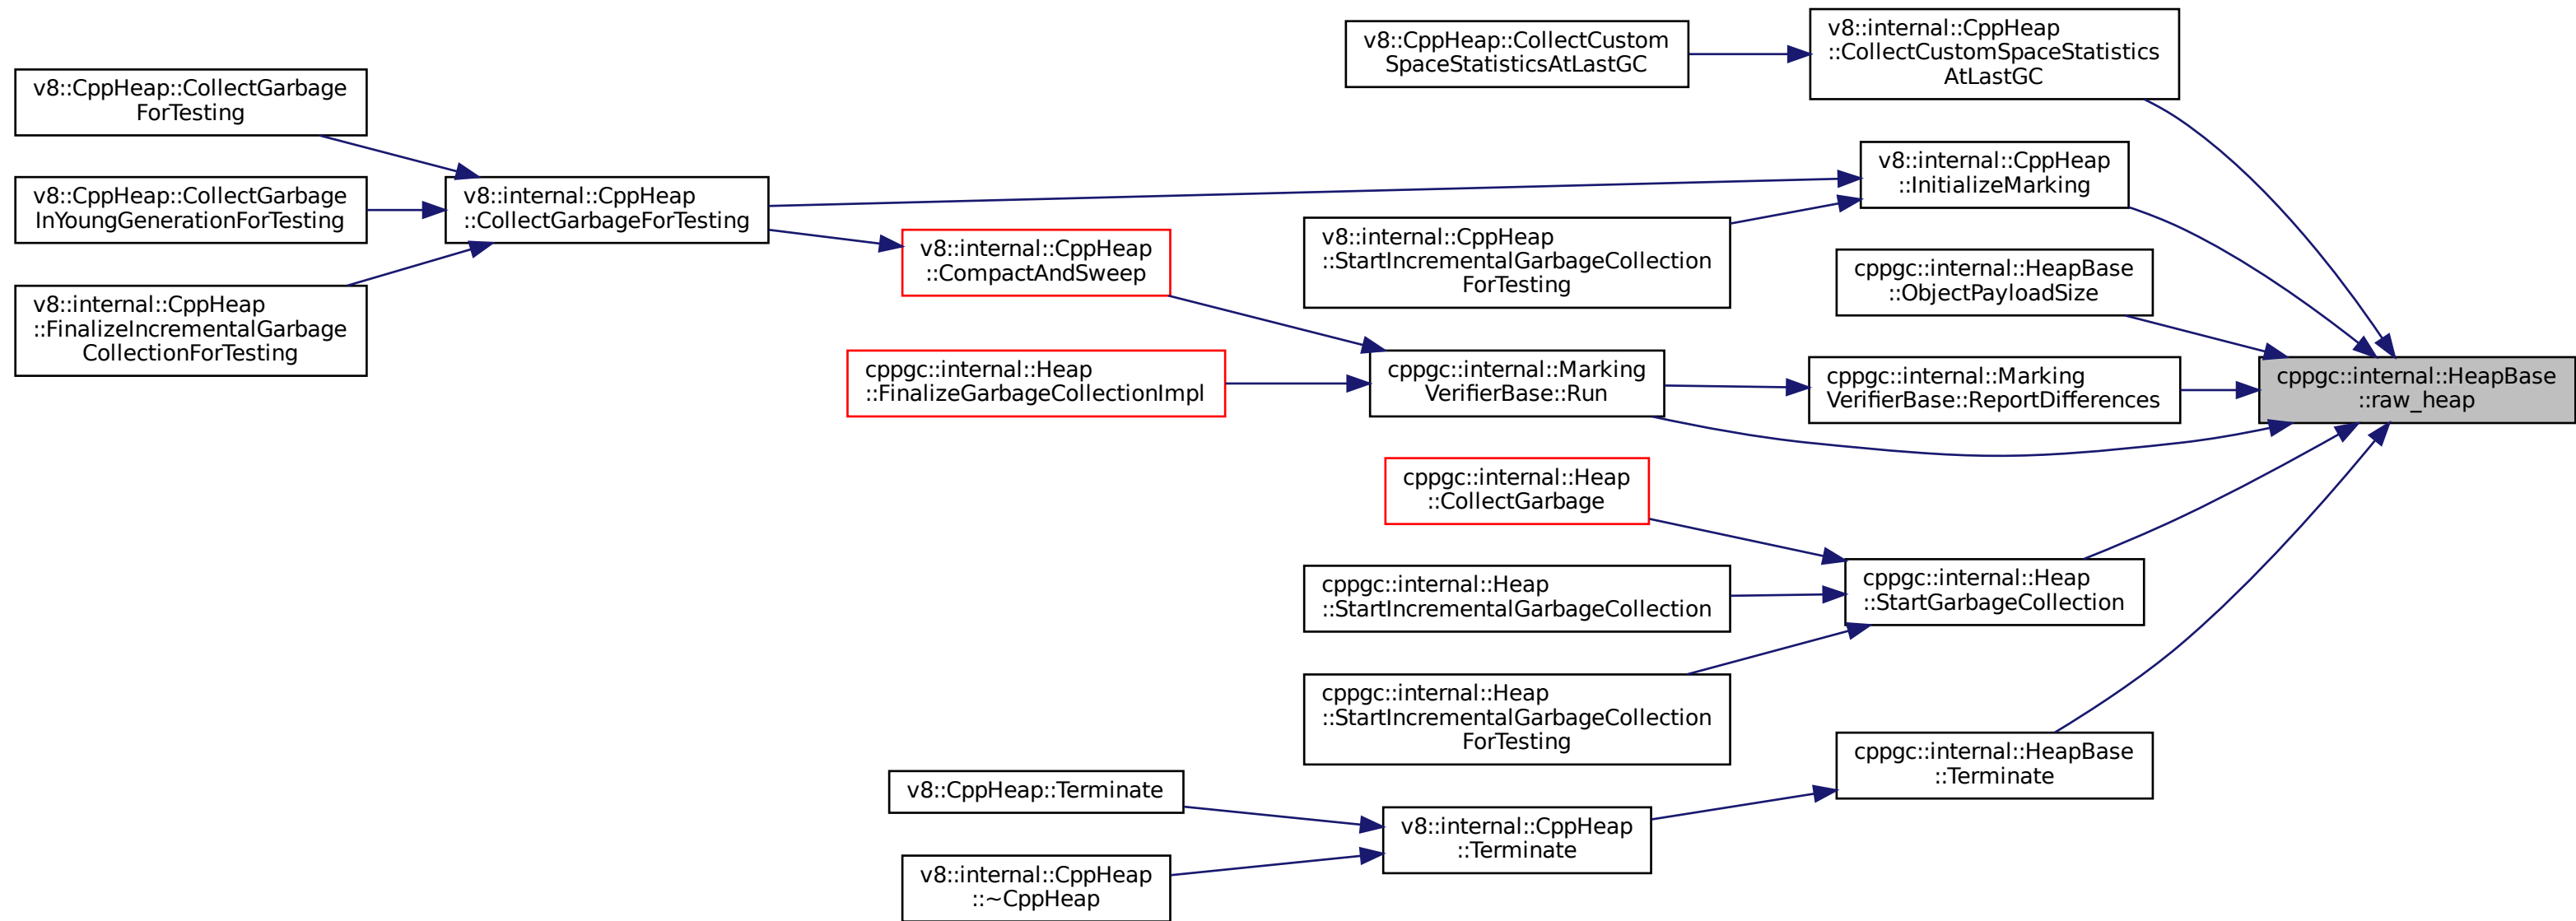 v8::CppHeap::CollectGarbage
ForTesting
v8::CppHeap::CollectGarbage
InYoungGenerationForTesting
v8::internal::CppHeap
::FinalizeIncrementalGarbage
CollectionForTesting
v8::internal::CppHeap
::CollectGarbageForTesting
v8::internal::CppHeap
::CompactAndSweep
cppgc::internal::Heap
::FinalizeGarbageCollectionImpl
v8::CppHeap::Terminate
v8::internal::CppHeap
::~CppHeap
v8::CppHeap::CollectCustom
SpaceStatisticsAtLastGC
v8::internal::CppHeap
::StartIncrementalGarbageCollection
ForTesting
cppgc::internal::Marking
VerifierBase::Run
cppgc::internal::Heap
::CollectGarbage
cppgc::internal::Heap
::StartIncrementalGarbageCollection
cppgc::internal::Heap
::StartIncrementalGarbageCollection
ForTesting
v8::internal::CppHeap
::Terminate
v8::internal::CppHeap
::CollectCustomSpaceStatistics
AtLastGC
v8::internal::CppHeap
::InitializeMarking
cppgc::internal::HeapBase
::ObjectPayloadSize
cppgc::internal::Marking
VerifierBase::ReportDifferences
cppgc::internal::Heap
::StartGarbageCollection
cppgc::internal::HeapBase
::Terminate
cppgc::internal::HeapBase
::raw_heap